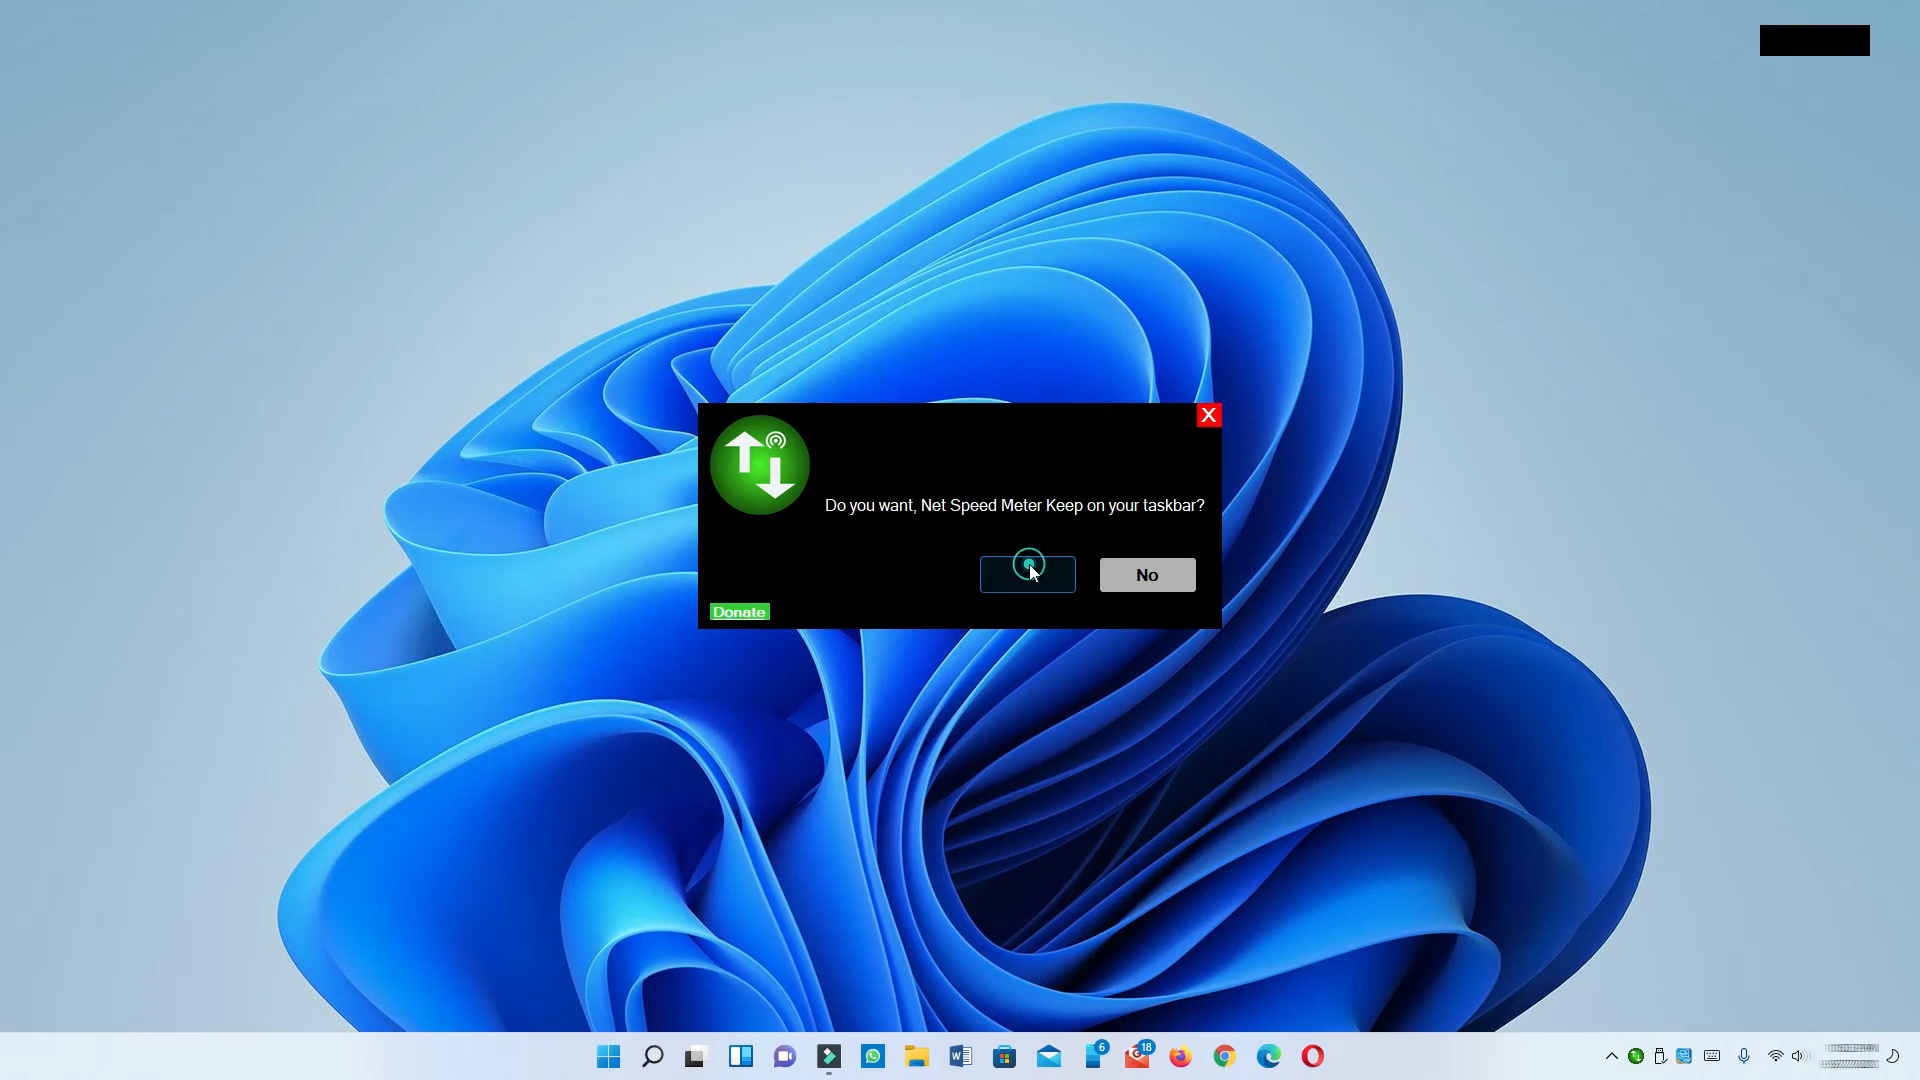 X
Do you want, Net Speed Meter Keep on your taskbar?
No
Donate
6
18